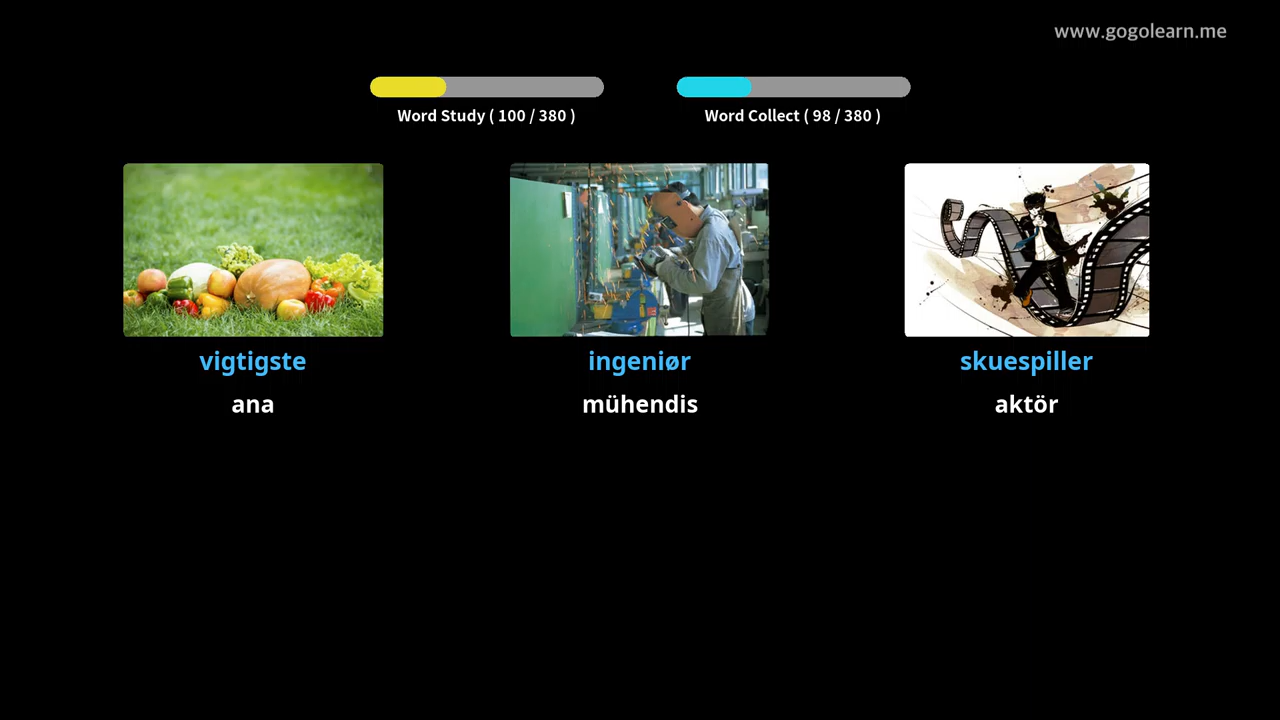 www.gogolearn.me
Word Study ( 100 / 380 )
Word Collect ( 98 / 380 )
vigtigste
ingeniør
skuespiller
ana
mühendis
aktör